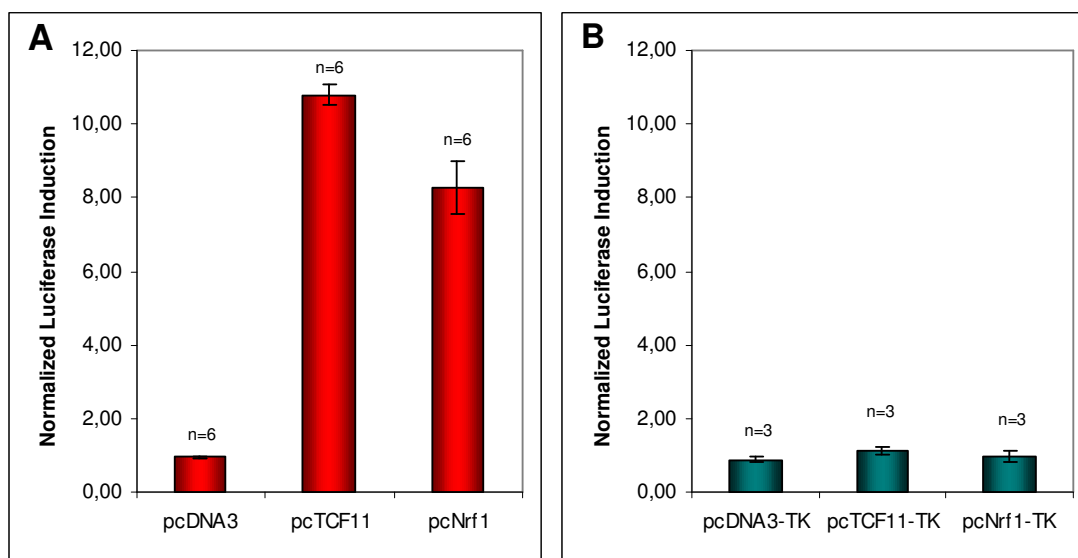 A
Normalized Luciferase Induction
12,00
10,00
8,00
6,00
4,00
2,00
0,00
n=6
n=6
n=6
pcDNA3
pcTCF11
pcNrf1
B
Normalized Luciferase Induction
12,00
10,00
8,00
6,00
4,00
2,00
0,00
n=3
n=3
n=3
pcDNA3-TK
pcTCF11-TK
pcNrf1-TK